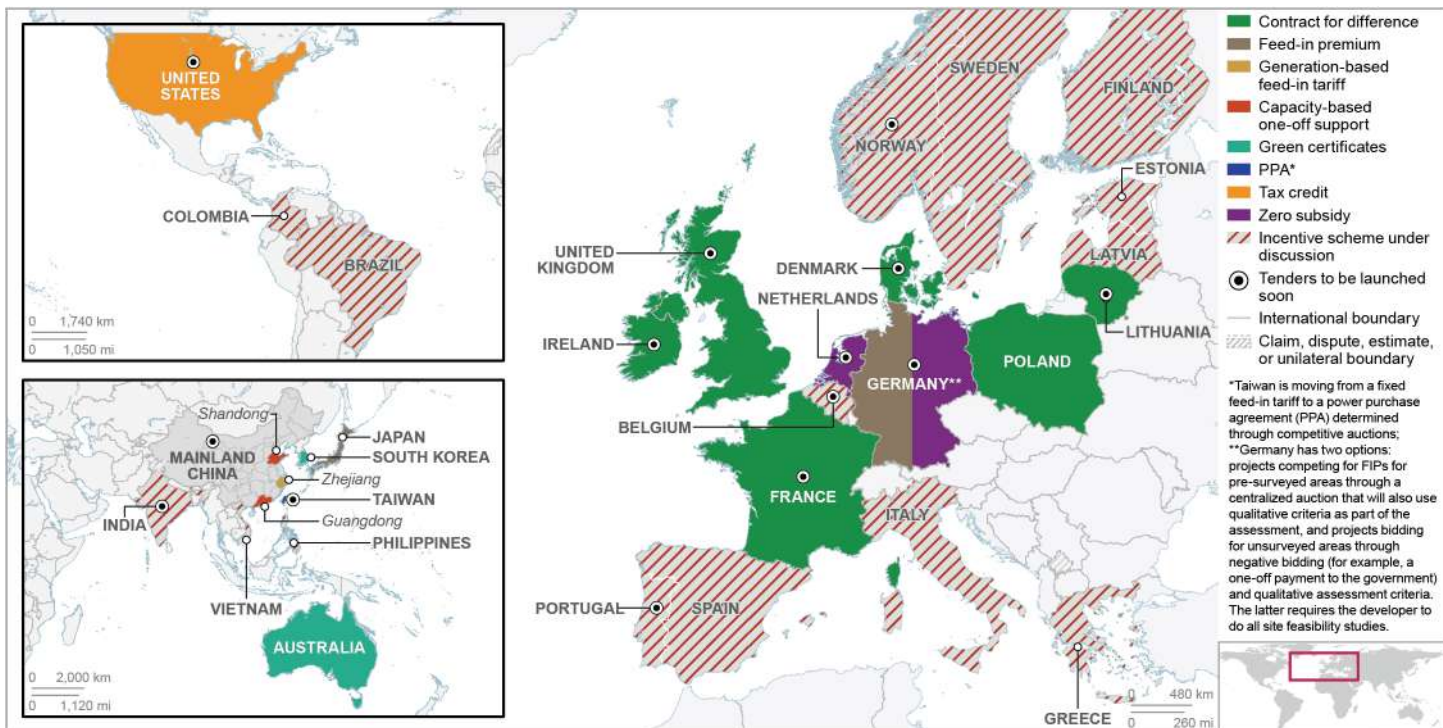 UNITED
STATES
COLOMBIA
BRAZIL
0 1,740 km
0 1,050 mi
Shandong
MAINLAND
CHINA
JAPAN
SOUTH KOREA
Zhejiang
TAIWAN
INDIA
Guangdong
PHILIPPINES
VIETNAM
AUSTRALIA
0 2,000 km
0 1,120 mi
SWEDEN
FINLAND
NORWAY
ESTONIA
LATVIA
UNITED
KINGDOM
DENMARK
NETHERLANDS
LITHUANIA
IRELAND
GERMANY**
POLAND
BELGIUM
FRANCE
ITALY
PORTUGAL
SPAIN
GREECE
0 480 km
0 260 mi
Contract for difference
Feed-in premium
Generation-based
feed-in tariff
Capacity-based
one-off support
Green certificates
PPA*
Tax credit
Zero subsidy
Incentive scheme under
discussion
Tenders to be launched
soon
International boundary
Claim, dispute, estimate,
or unilateral boundary
*Taiwan is moving from a fixed
feed-in tariff to a power purchase
agreement (PPA) determined
through competitive auctions;
**Germany has two options:
projects competing for FIPs for
pre-surveyed areas through a
centralized auction that will also use
qualitative criteria as part of the
assessment, and projects bidding
for unsurveyed areas through
negative bidding (for example, a
one-off payment to the government)
and qualitative assessment criteria.
The latter requires the developer to
do all site feasibility studies.